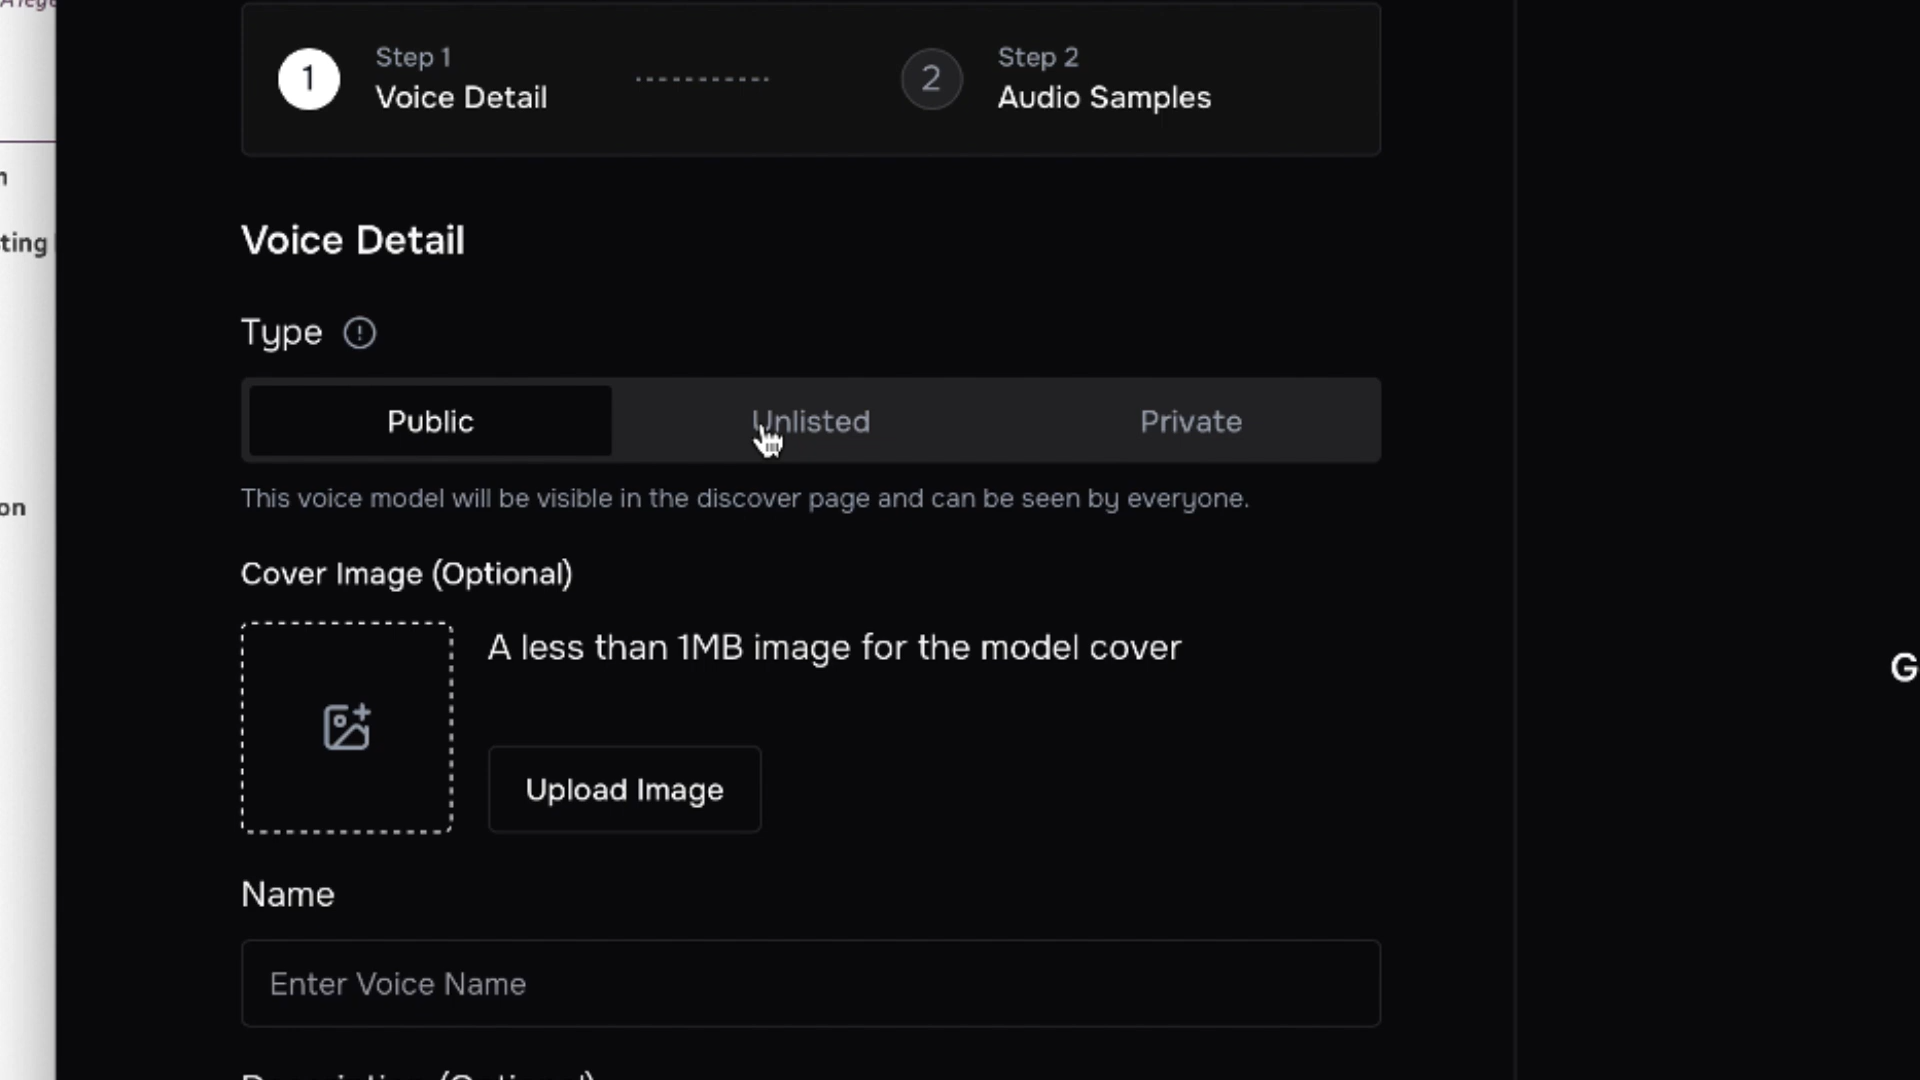 1
Step 1
Voice Detail
2
Step 2
Audio Samples
Voice Detail
Type
Public
Unlisted
Private
This voice model will be visible in the discover page and can be seen by everyone.
Cover Image (Optional)
A less than 1MB image for the model cover
Upload Image
Name
Enter Voice Name